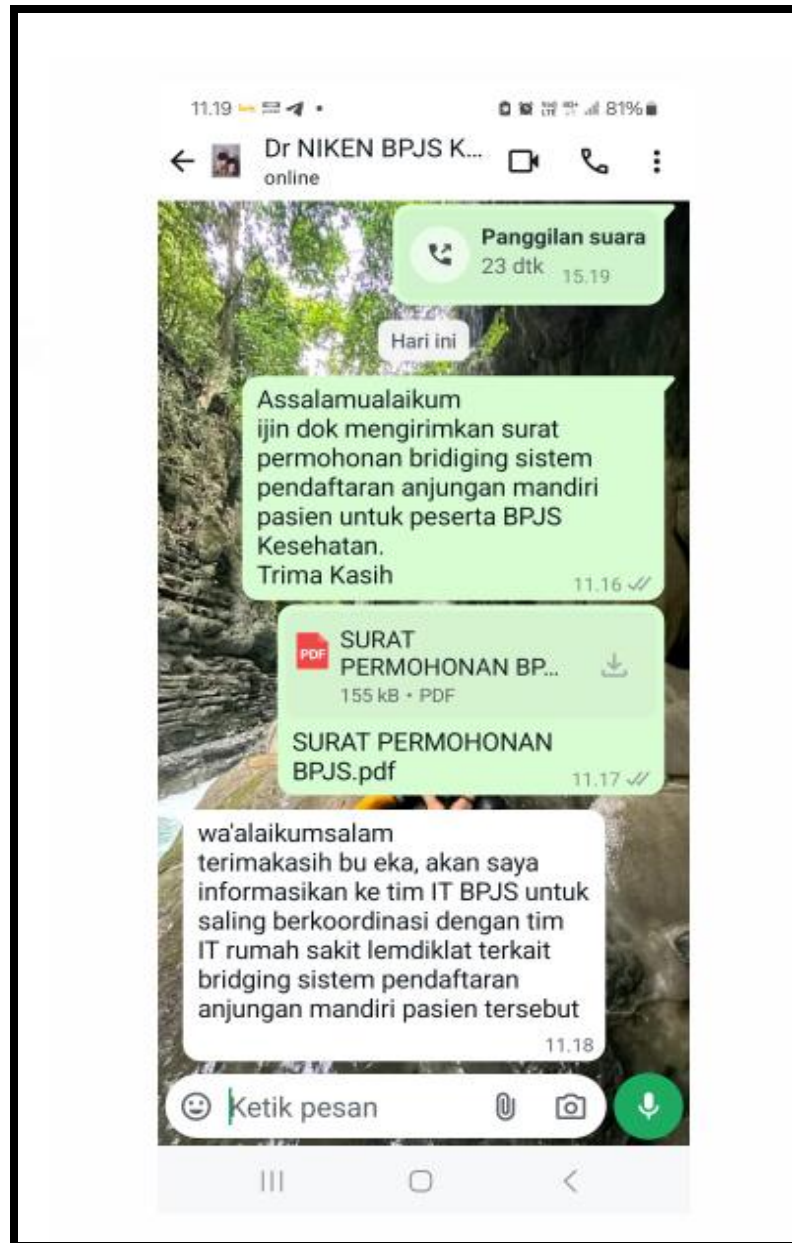 11.19
81%
Dr NIKEN BPJS K...
online
Panggilan suara
23 dtk 15.19
Hari ini
Assalamualaikum
ijin dok mengirimkan surat
permohonan bridiging sistem
pendaftaran anjungan mandiri
pasien untuk peserta BPJS
Kesehatan.
Trima Kasih
11.16
PDF
SURAT
PERMOHONAN BP...
155 kB • PDF
SURAT PERMOHONAN
BPJS.pdf
11.17
wa'alaikumsalam
terimakasih bu eka, akan saya
informasikan ke tim IT BPJS untuk
saling berkoordinasi dengan tim
IT rumah sakit lemdiklat terkait
bridging sistem pendaftaran
anjungan mandiri pasien tersebut
11.18
Ketik pesan